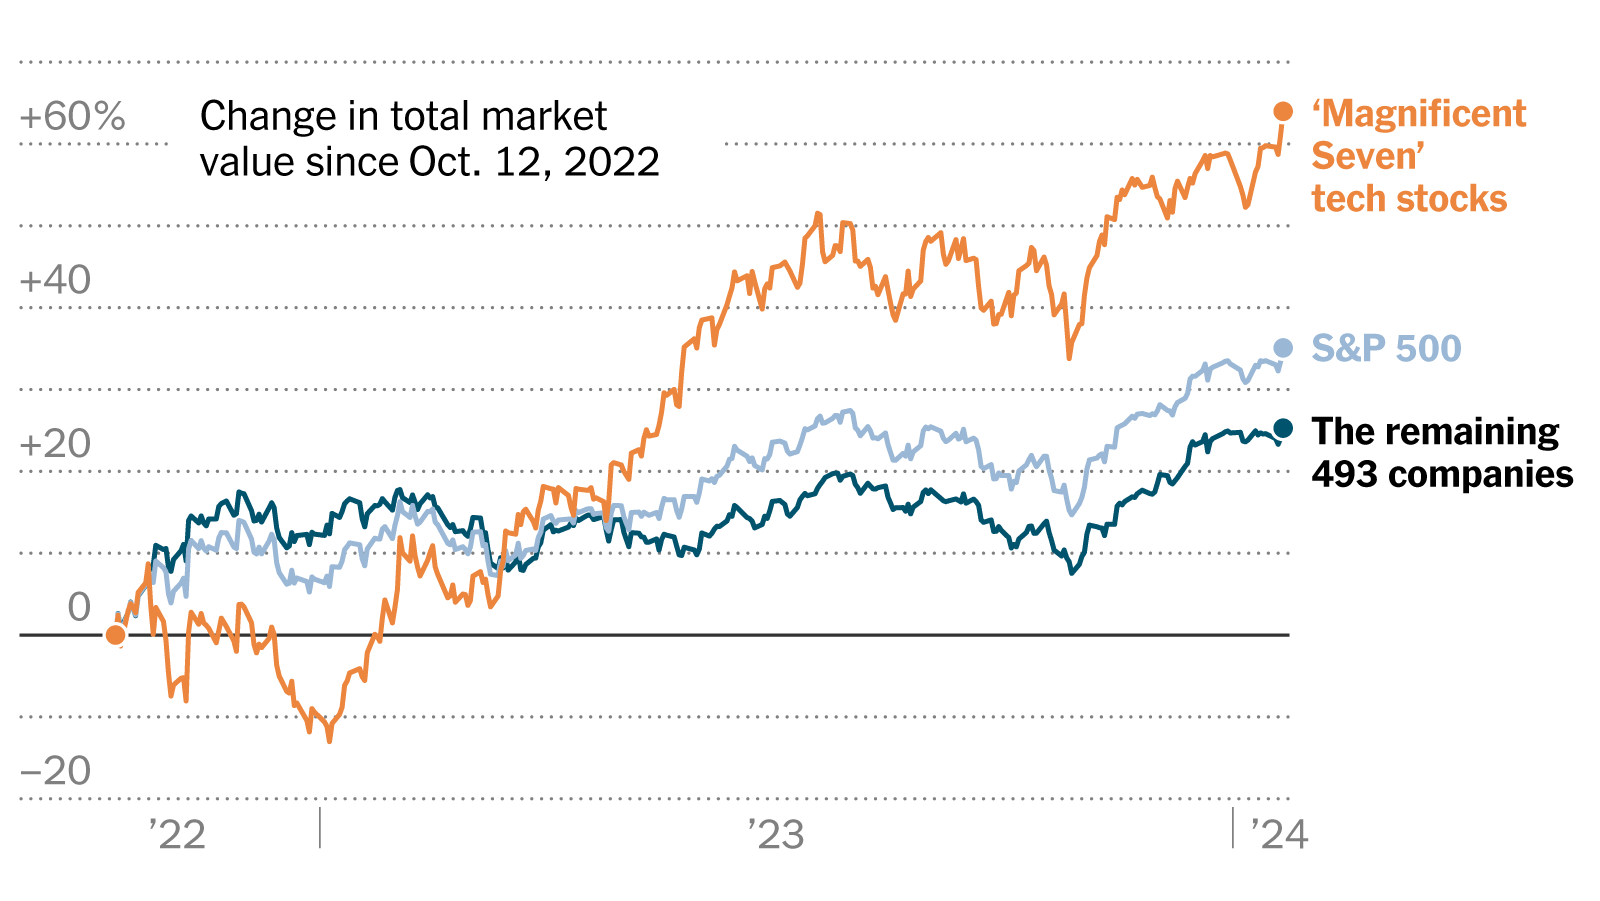 +60%
Change in total market
value since Oct. 12, 2022
‘Magnificent
Seven’
tech stocks
+40
S&P 500
+20
The remaining
493 companies
0
–20
’22
’23
’24